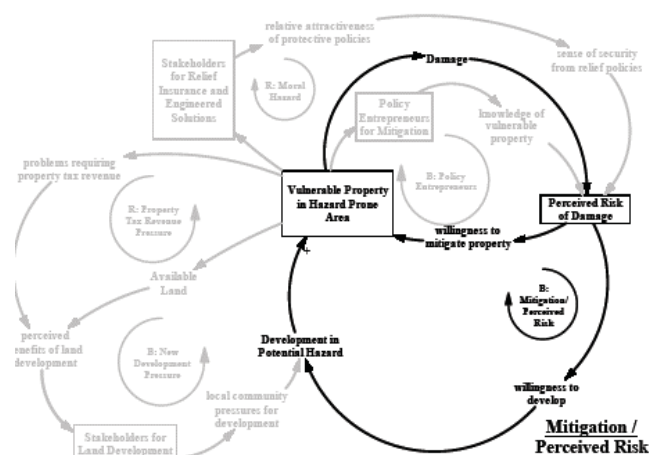 relative attractiveness
of protective policies
Stakeholders
for Relief
Insurance and
Engineered
Solutions
R: Moral
Hazard
Damage
sense of security
from relief policies
Policy
Entrepreneurs
for Mitigation
knowledge of
vulnerable
property
problems requiring
property tax revenue
Vulnerable Property
in Hazard Prone
Area
B: Policy
Entrepreneurs
Perceived Risk
of Damage
R: Property
Tax Revenue
Pressure
willingness to
mitigate property
+
Available
Land
B:
Mitigation/
Perceived
Risk
perceived
enefits of land
development
Development in
Potential Hazard
B: New
Development
Pressure
willingness to
develop
local community
pressures for
development
Stakeholders for
Land Development
Mitigation /
Perceived Risk